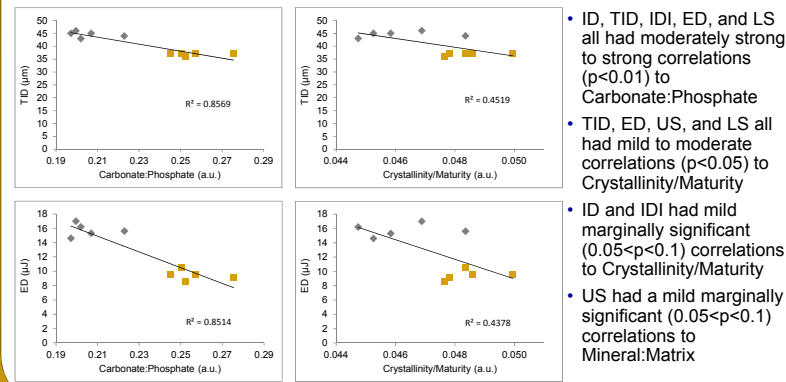 50
45
40
35
30
25
20
15
10
5
0
TID (µm)
R² = 0.8569
0.19 0.21 0.23 0.25 0.27 0.29
Carbonate:Phosphate (a.u.)
50
45
40
35
30
25
20
15
10
5
0
TID (µm)
R² = 0.4519
0.044 0.046 0.048 0.050
Crystallinity/Maturity (a.u.)
18
16
14
12
10
8
6
4
2
0
ED (µJ)
R² = 0.8514
0.19 0.21 0.23 0.25 0.27 0.29
Carbonate:Phosphate (a.u.)
18
16
14
12
10
8
6
4
2
0
ED (µJ)
R² = 0.4378
0.044 0.046 0.048 0.050
Crystallinity/Maturity (a.u.)
• ID, TID, IDI, ED, and LS
all had moderately strong
to strong correlations
(p<0.01) to
Carbonate:Phosphate
• TID, ED, US, and LS all
had mild to moderate
correlations (p<0.05) to
Crystallinity/Maturity
• ID and IDI had mild
marginally significant
(0.05<p<0.1) correlations
to Crystallinity/Maturity
• US had a mild marginally
significant (0.05<p<0.1)
correlations to
Mineral:Matrix